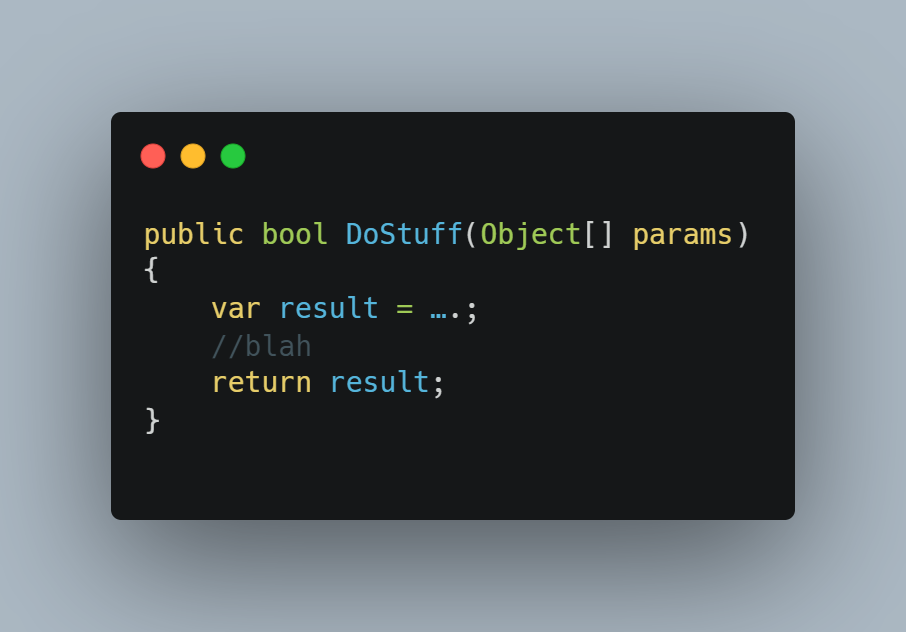 public bool DoStuff(Object[] params)
{
    var result = ….;
    //blah
    return result;
}